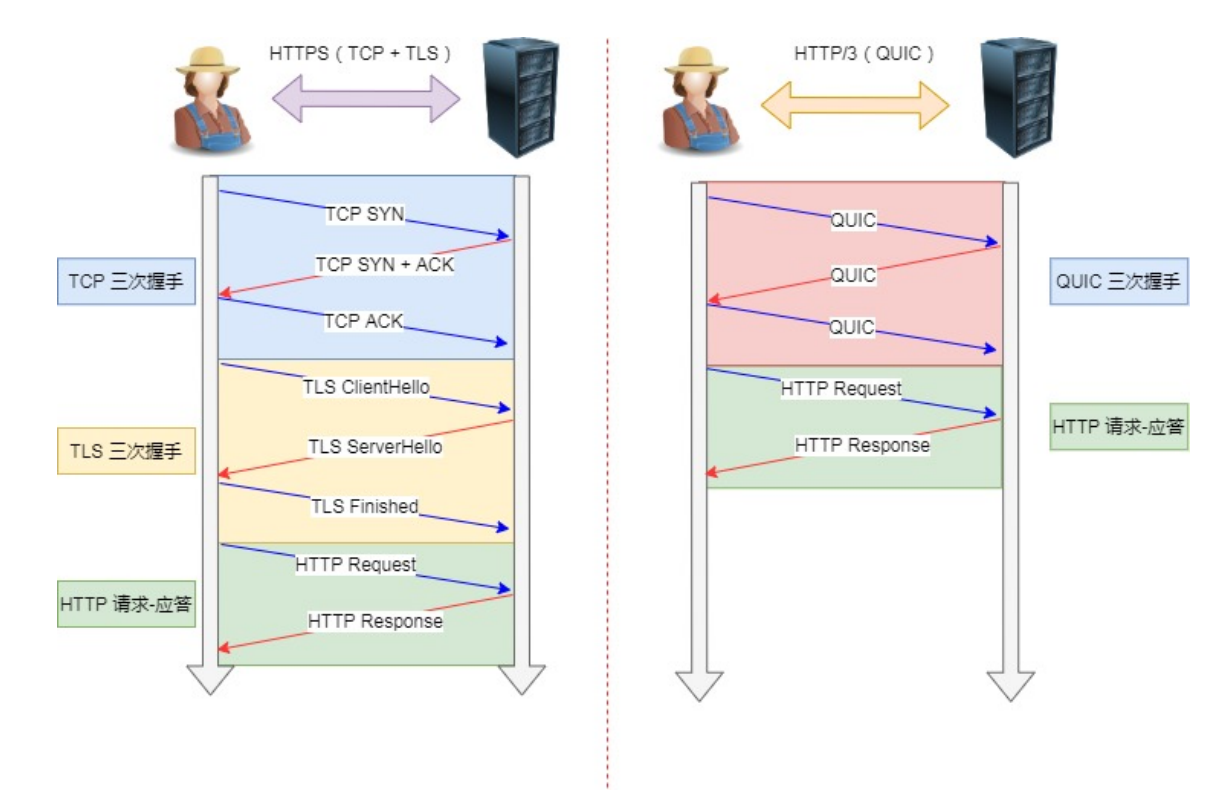 HTTPS（TCP + TLS）
TCP SYN
TCP SYN + ACK
TCP 三次握手
TCP ACK
TLS ClientHello
TLS ServerHello
TLS 三次握手
TLS Finished
HTTP Request
HTTP 请求-应答
HTTP Response
HTTP/3（QUIC）
QUIC
QUIC
QUIC 三次握手
QUIC
HTTP Request
HTTP 请求-应答
HTTP Response